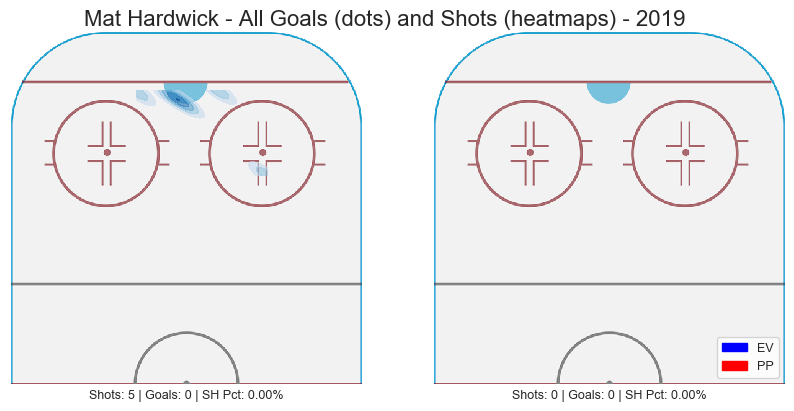 Mat Hardwick - All Goals (dots) and Shots (heatmaps) - 2019
EV
PP
Shots: 5 | Goals: 0 | SH Pct: 0.00%
Shots: 0 | Goals: 0 | SH Pct: 0.00%